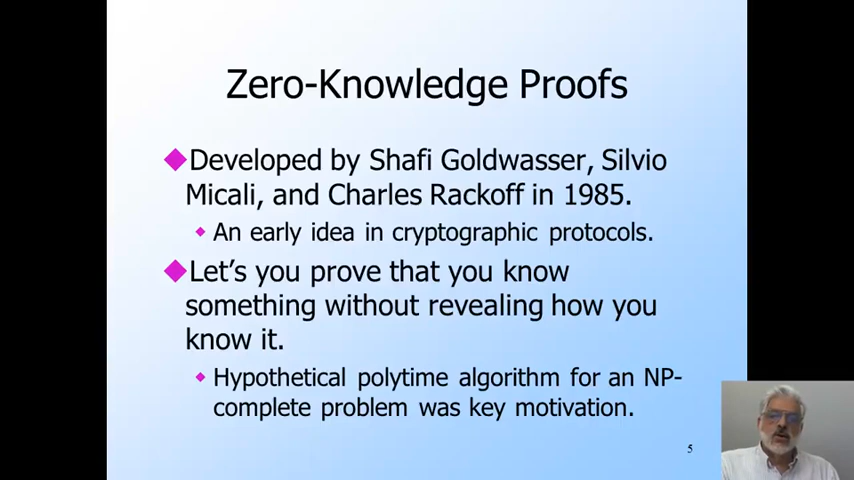 Zero-Knowledge Proofs
Developed by Shafi Goldwasser, Silvio
Micali, and Charles Rackoff in 1985.
An early idea in cryptographic protocols.
Let's you prove that you know
something without revealing how you
know it.
Hypothetical polytime algorithm for an NP-
complete problem was key motivation.
5